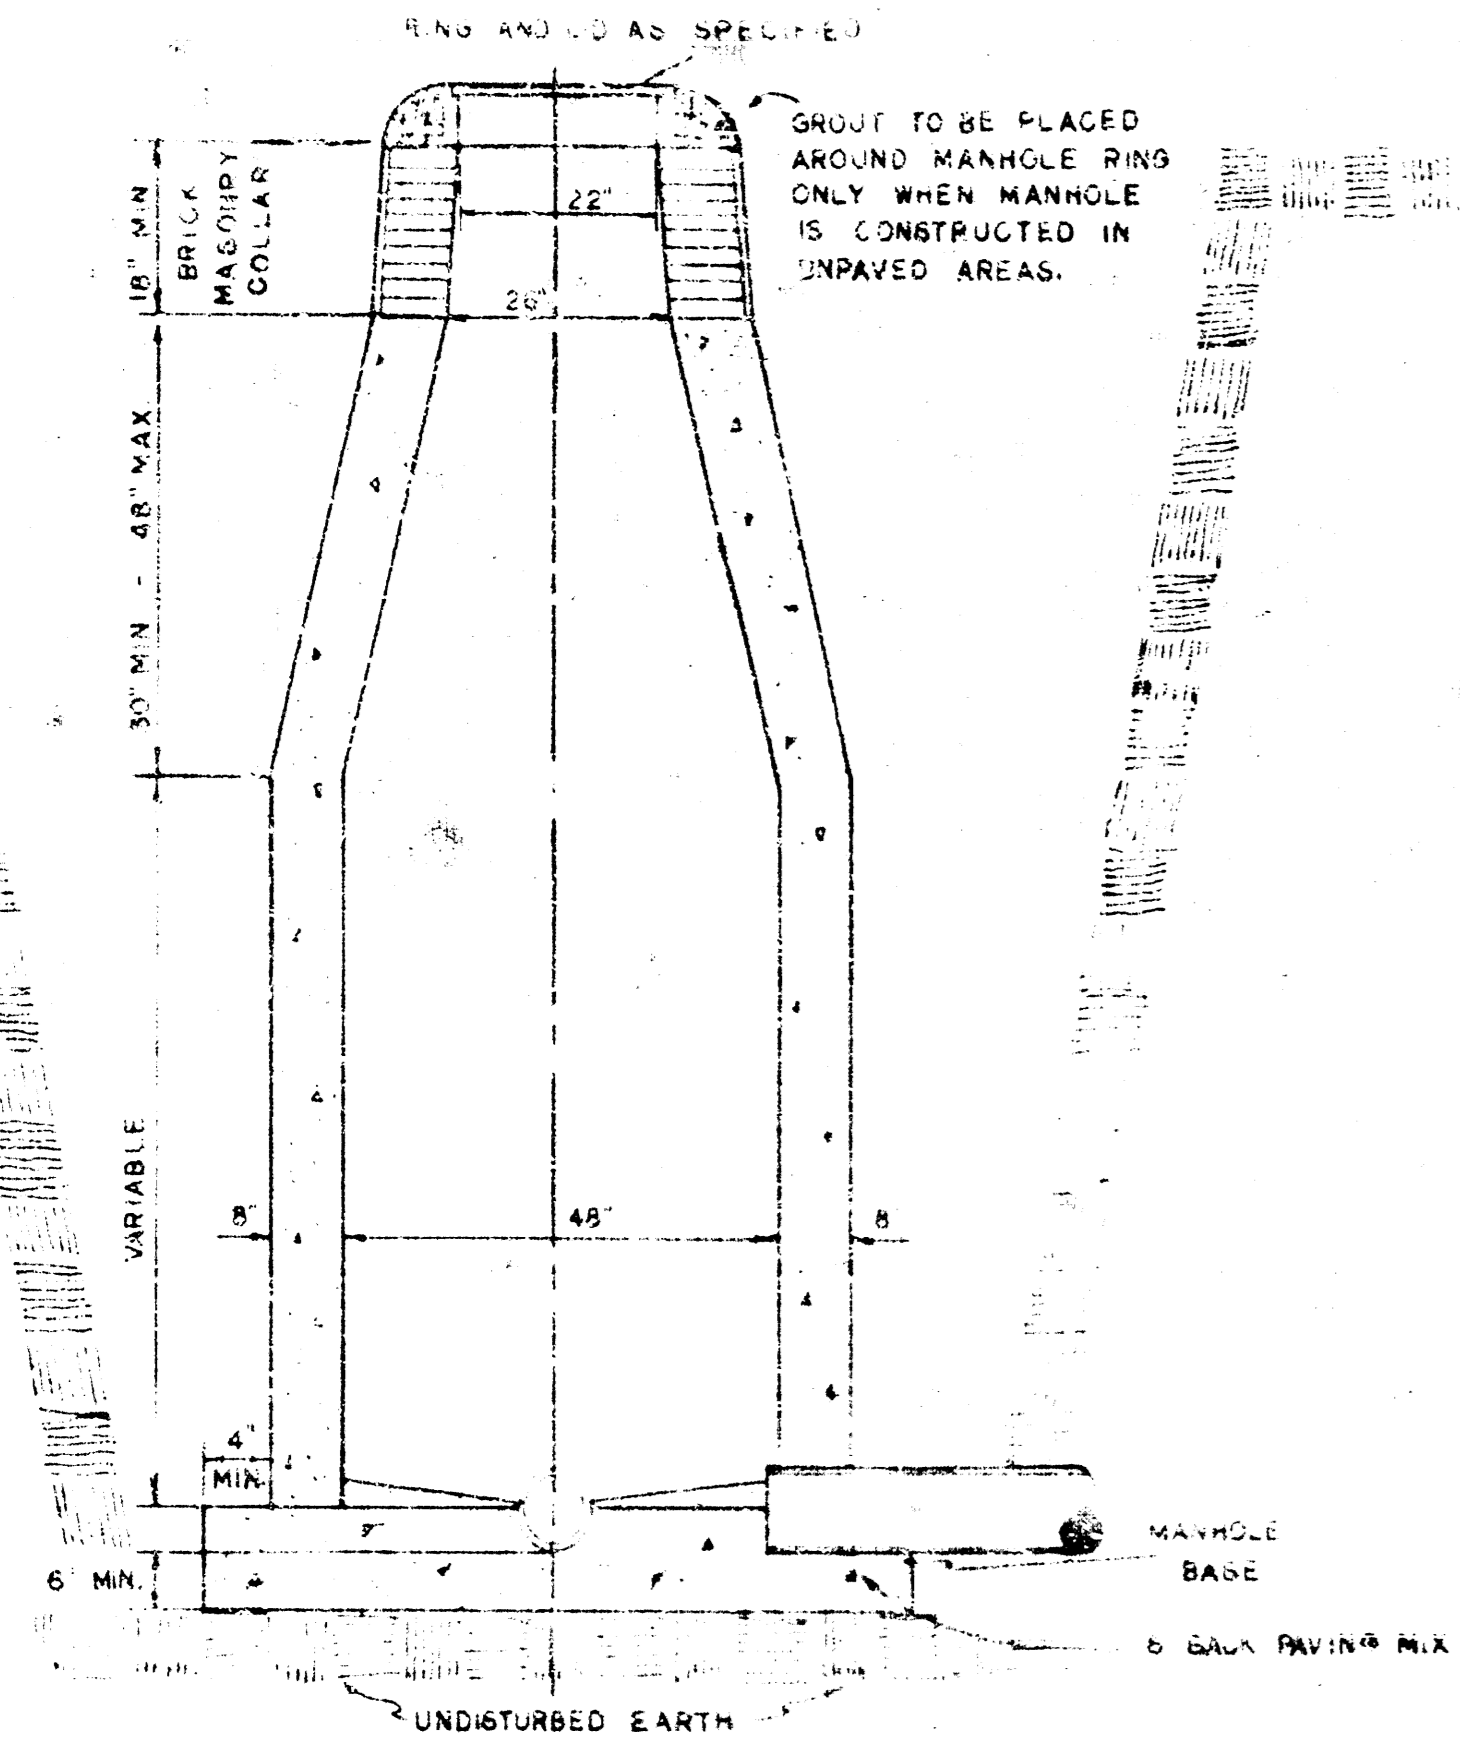 RING AND LID AS SPECIFIED
GROUT TO BE PLACED
AROUND MANHOLE RING
ONLY WHEN MANHOLE
IS CONSTRUCTED IN
UNPAVED AREAS.
18" MIN
BRICK
MASONRY
COLLAR
22"
26"
30" MIN - 48" MAX
VARIABLE
8"
48"
8"
4"
MIN.
6" MIN.
MANHOLE
BASE
PAVING MIX
UNDISTURBED EARTH